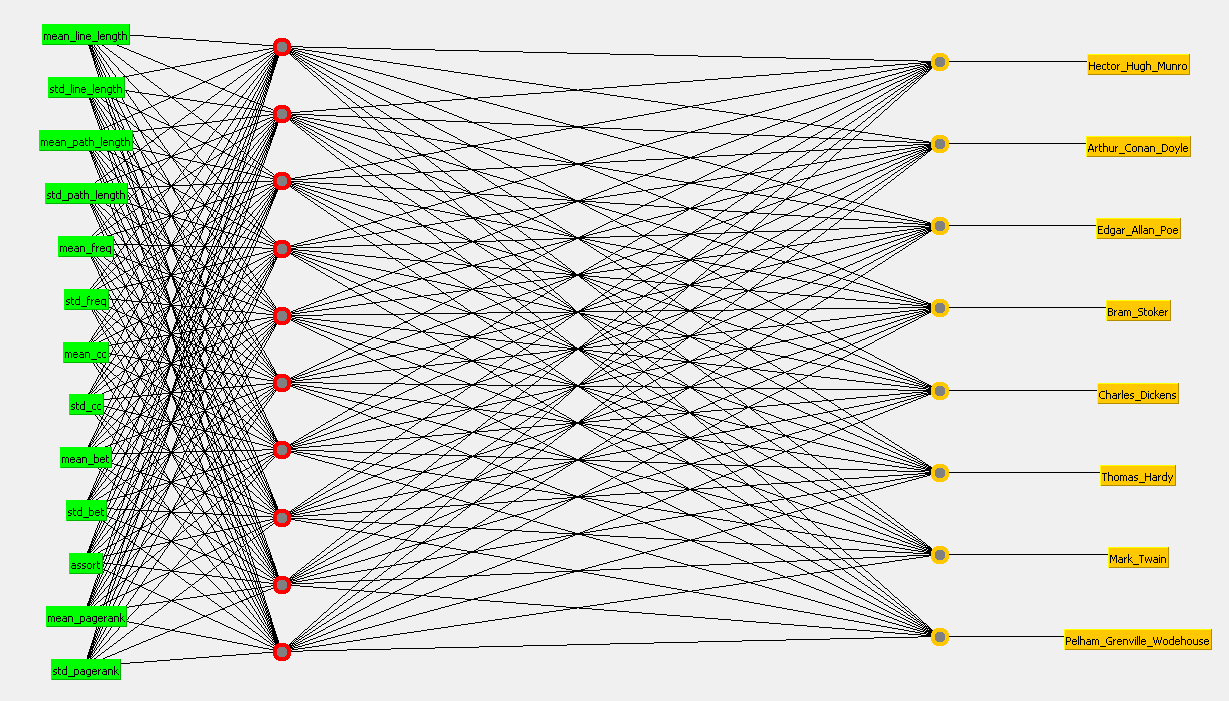 mean_line_length
std_line_length
mean_path_length
std_path_length
mean_freq
std_freq
mean_cc
std_cc
mean_bet
std_bet
assort
mean_pagerank
std_pagerank
Hector_Hugh_Munro
Arthur_Conan_Doyle
Edgar_Allan_Poe
Bram_Stoker
Charles_Dickens
Thomas_Hardy
Mark_Twain
Pelham_Grenville_Wodehouse